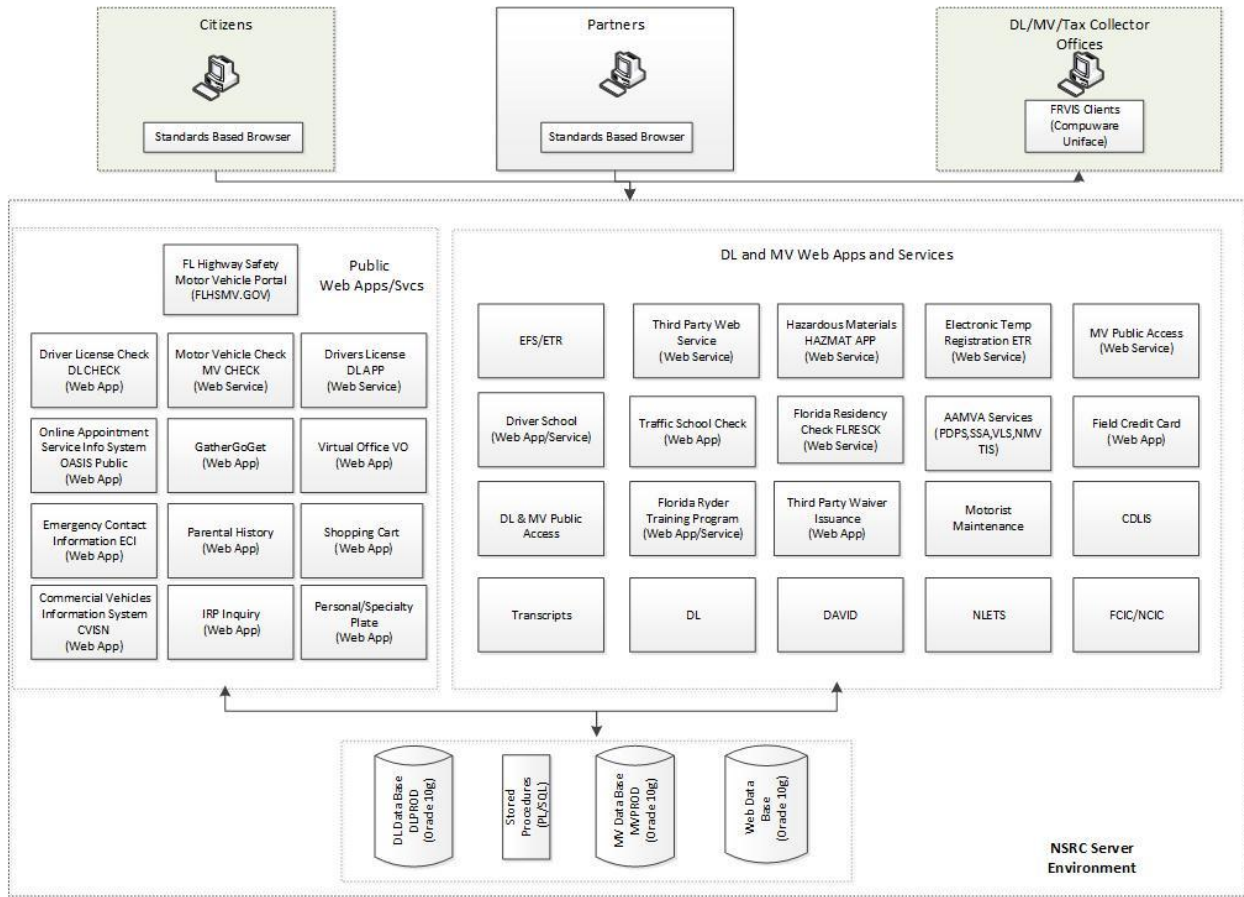 Citizens
Standards Based Browser
Partners
Standards Based Browser
DL/MV/Tax Collector
Offices
FRVIS Clients
(Compuware
Uniface)
FL Highway Safety
Motor Vehicle Portal
(FLHSMV.GOV)
Public
Web Apps/Svcs
Driver License Check
DLCHECK
(Web App)
Motor Vehicle Check
MV CHECK
(Web Service)
Drivers License
DLAPP
(Web Service)
Online Appointment
Service Info System
OASIS Public
(Web App)
GatherGoGet
(Web App)
Virtual Office VO
(Web App)
Emergency Contact
Information ECI
(Web App)
Parental History
(Web App)
Shopping Cart
(Web App)
Commercial Vehicles
Information System
CVISN
(Web App)
IRP Inquiry
(Web App)
Personal/Specialty
Plate
(Web App)
DL and MV Web Apps and Services
EFS/ETR
Third Party Web
Service
(Web Service)
Hazardous Materials
HAZMAT APP
(Web Service)
Electronic Temp
Registration ETR
(Web Service)
MV Public Access
(Web Service)
Driver School
(Web App/Service)
Traffic School Check
(Web App)
Florida Residency
Check FLRESCK
(Web Service)
AAMVA Services
(PDPS,SSA,VLS,NMV
TIS)
Field Credit Card
(Web App)
DL & MV Public
Access
Florida Ryder
Training Program
(Web App/Service)
Third Party Waiver
Issuance
(Web App)
Motorist
Maintenance
CDLIS
Transcripts
DL
DAVID
NLETS
FCIC/NCIC
DL Data Base
DLPROD
(Oracle 10g)
Stored
Procedures
(PL/SQL)
MV Data Base
MVPROD
(Oracle 10g)
Web Data
Base
(Oracle 10g)
NSRC Server
Environment